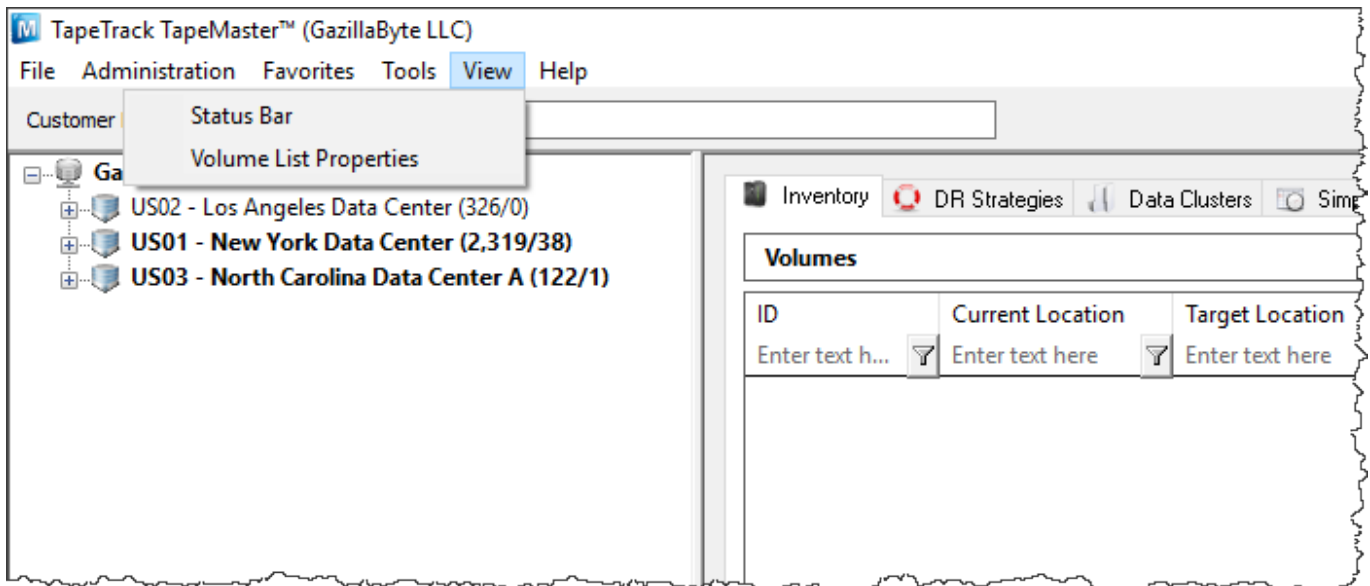 TapeTrack TapeMaster™ (GazillaByte LLC)
File Administration Favorites Tools View Help
Customer
Status Bar
Volume List Properties
Ga
US02 - Los Angeles Data Center (326/0)
US01 - New York Data Center (2,319/38)
US03 - North Carolina Data Center A (122/1)
Inventory DR Strategies Data Clusters
Volumes
ID Current Location Target Location
Enter text h... Enter text here Enter text here